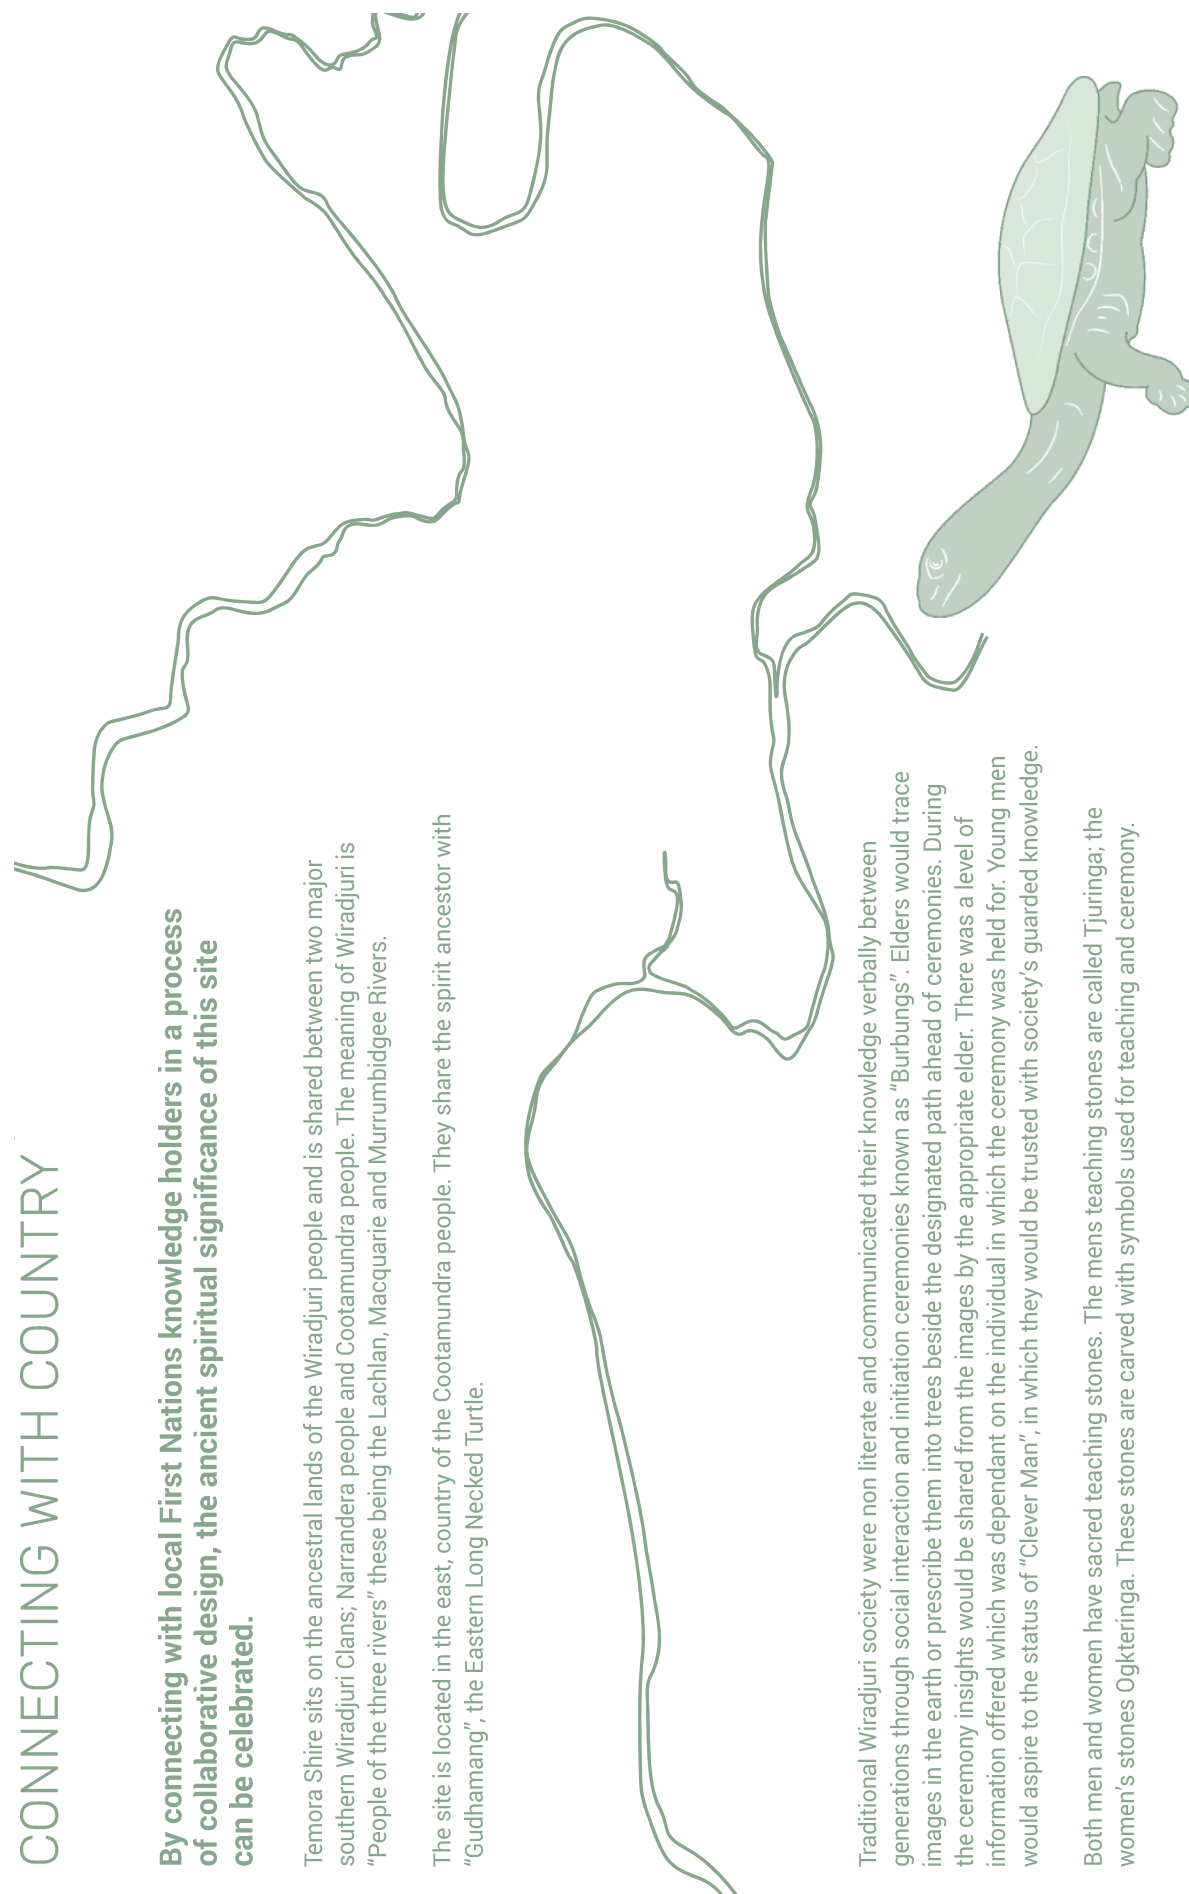 CONNECTING WITH COUNTRY
By connecting with local First Nations knowledge holders in a process
of collaborative design, the ancient spiritual significance of this site
can be celebrated.
Temora Shire sits on the ancestral lands of the Wiradjuri people and is shared between two major
southern Wiradjuri Clans; Narrandera people and Cootamundra people. The meaning of Wiradjuri is
“People of the three rivers” these being the Lachlan, Macquarie and Murrumbidgee Rivers.
The site is located in the east, country of the Cootamundra people. They share the spirit ancestor with
“Gudhamang”, the Eastern Long Necked Turtle.
Traditional Wiradjuri society were non literate and communicated their knowledge verbally between
generations through social interaction and initiation ceremonies known as “Burbungs”. Elders would trace
images in the earth or prescribe them into trees beside the designated path ahead of ceremonies. During
the ceremony insights would be shared from the images by the appropriate elder. There was a level of
information offered which was dependant on the individual in which the ceremony was held for. Young men
would aspire to the status of “Clever Man”, in which they would be trusted with society’s guarded knowledge.
Both men and women have sacred teaching stones. The mens teaching stones are called Tjuringa; the
women’s stones Ogkteringa. These stones are carved with symbols used for teaching and ceremony.